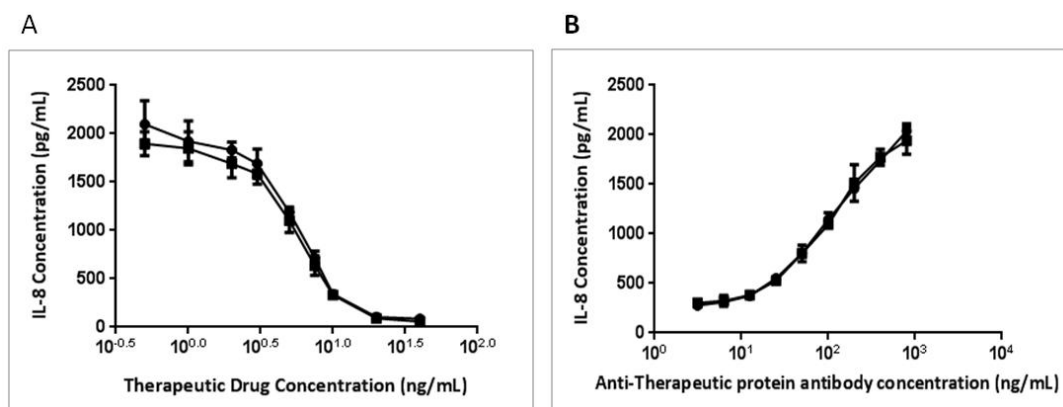 A
IL-8 Concentration (pg/mL)
2500
2000
1500
1000
500
0
10-0.5 100.0 100.5 101.0 101.5 102.0
Therapeutic Drug Concentration (ng/mL)
B
IL-8 Concentration (pg/mL)
2500
2000
1500
1000
500
0
10⁰ 10¹ 10² 10³ 10⁴
Anti-Therapeutic protein antibody concentration (ng/mL)